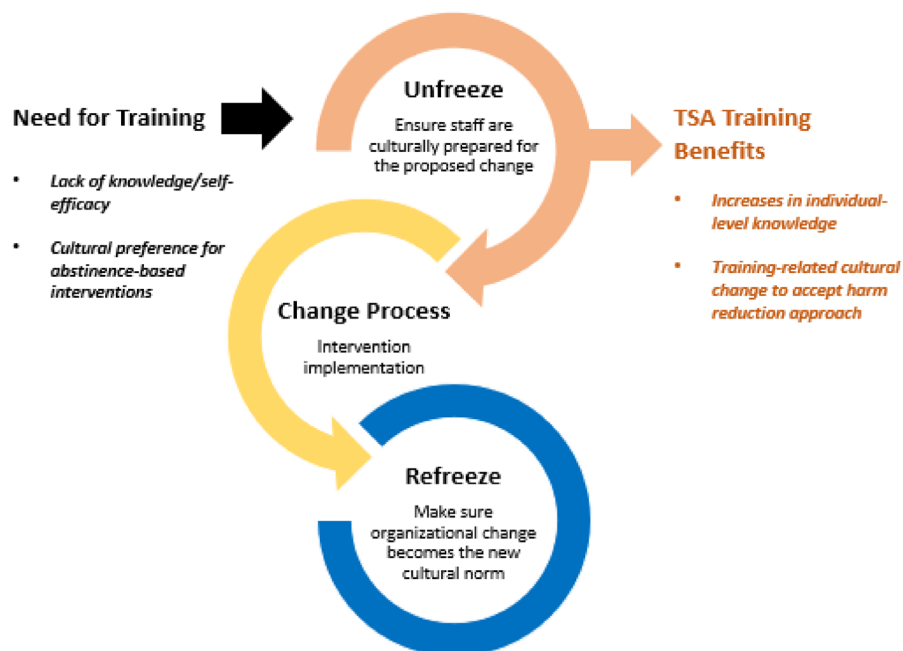 Need for Training
• Lack of knowledge/self-
efficacy
• Cultural preference for
abstinence-based
interventions
Unfreeze
Ensure staff are
culturally prepared for
the proposed change
TSA Training
Benefits
• Increases in individual-
level knowledge
• Training-related cultural
change to accept harm
reduction approach
Change Process
Intervention
implementation
Refreeze
Make sure
organizational change
becomes the new
cultural norm